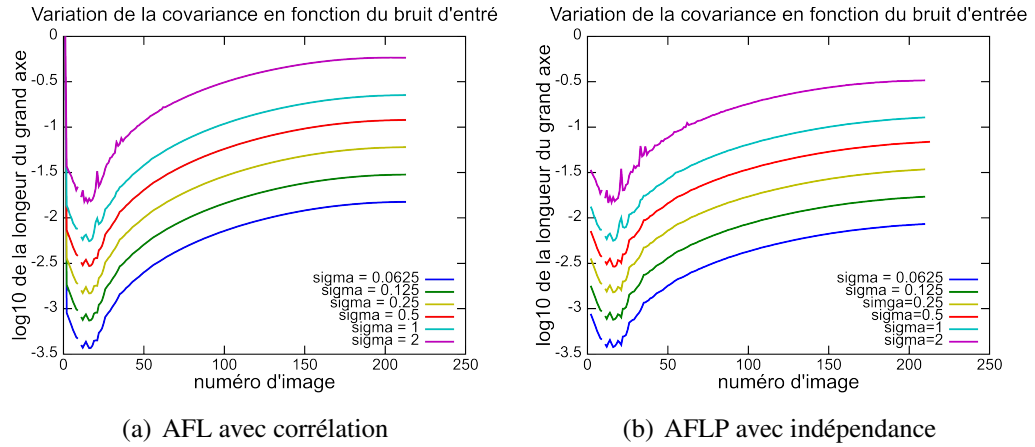 Variation de la covariance en fonction du bruit d'entré
log10 de la longeur du grand axe
0
-0.5
-1
-1.5
-2
-2.5
-3
-3.5
0
50
100
150
200
250
numéro d'image
sigma = 0.0625
sigma = 0.125
sigma = 0.25
sigma = 0.5
sigma = 1
sigma = 2
(a) AFL avec corrélation
Variation de la covariance en fonction du bruit d'entrée
log10 de la longueur du grand axe
0
-0.5
-1
-1.5
-2
-2.5
-3
-3.5
0
50
100
150
200
250
numéro d'image
sigma = 0.0625
sigma = 0.125
simga=0.25
sigma=0.5
sigma=1
sigma=2
(b) AFLP avec indépendance